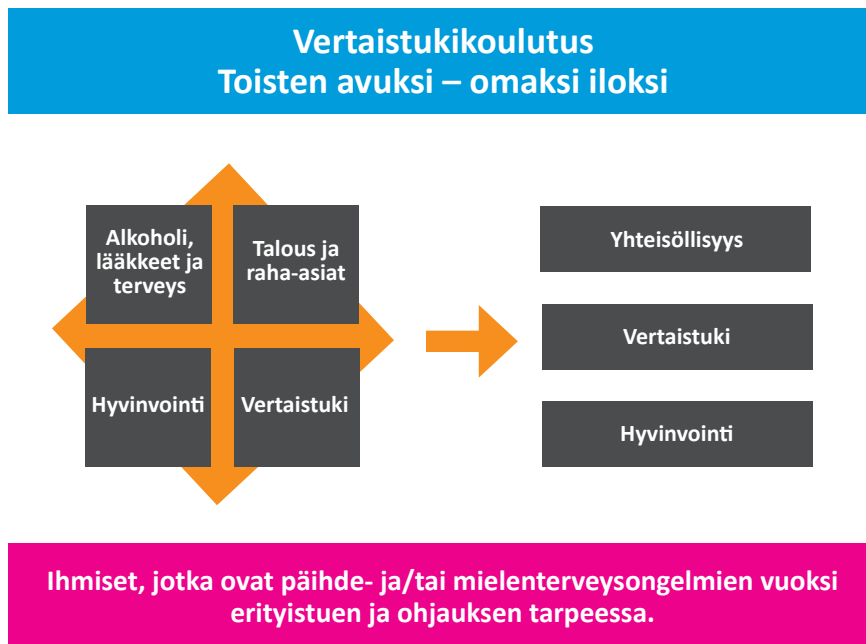 Vertaistukikoulutus
Toisten avuksi – omaksi iloksi
Alkoholi,
lääkkeet ja
terveys
Talous ja
raha-asiat
Hyvinvointi
Vertaistuki
Yhteisöllisyys
Vertaistuki
Hyvinvointi
Ihmiset, jotka ovat päihde- ja/tai mielenterveysongelmien vuoksi
erityistuen ja ohjauksen tarpeessa.